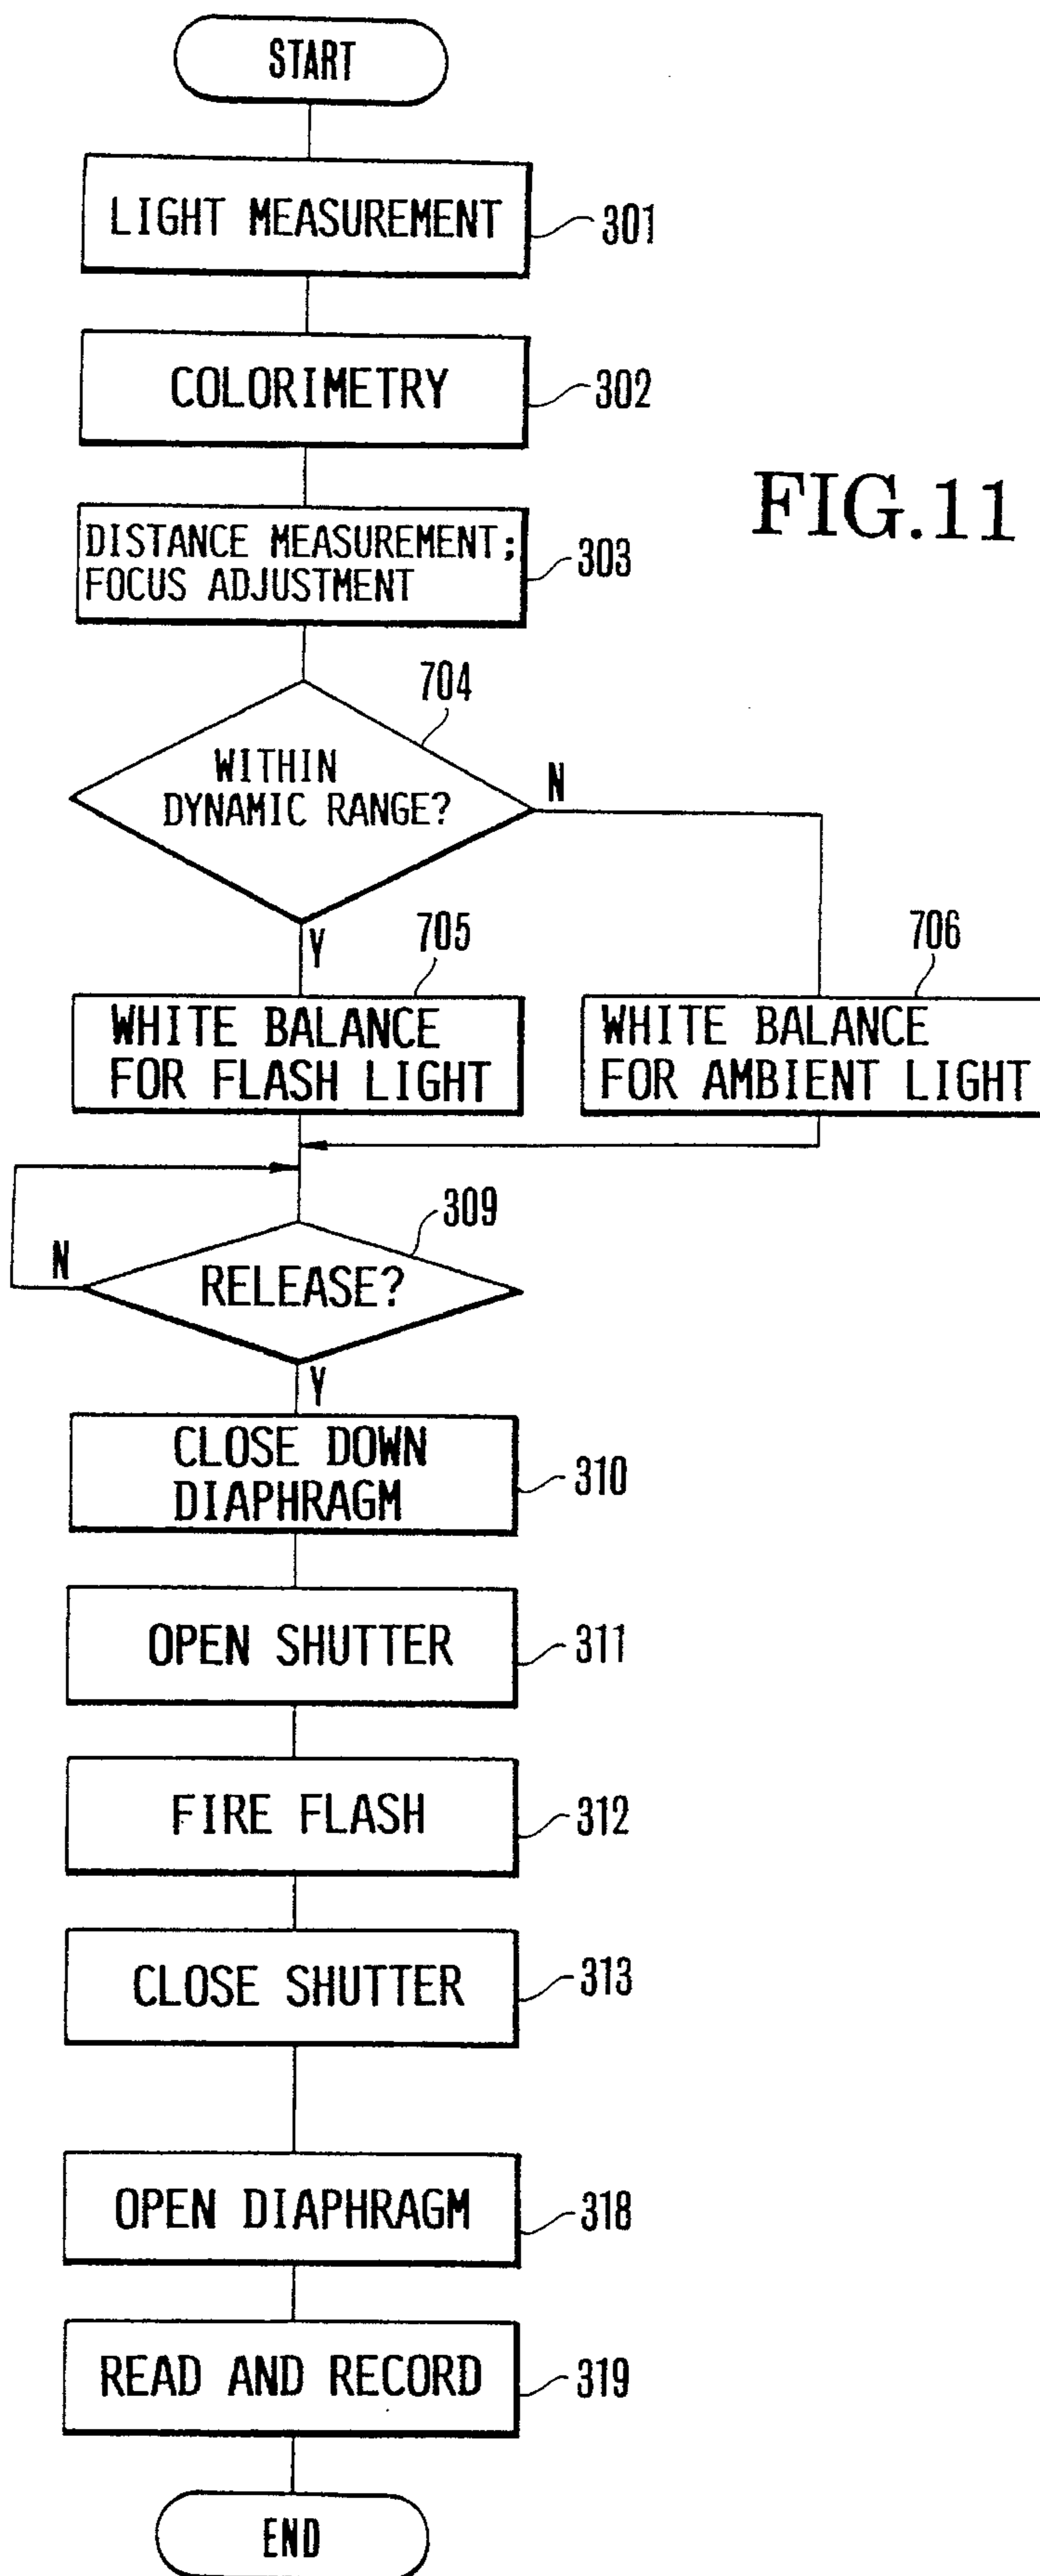 START
LIGHT MEASUREMENT
301
COLORIMETRY
302
FIG.11
DISTANCE MEASUREMENT;
FOCUS ADJUSTMENT
303
704
WITHIN
DYNAMIC RANGE?
N
Y
705
706
WHITE BALANCE
FOR FLASH LIGHT
WHITE BALANCE
FOR AMBIENT LIGHT
309
N
RELEASE?
Y
CLOSE DOWN
DIAPHRAGM
310
OPEN SHUTTER
311
FIRE FLASH
312
CLOSE SHUTTER
313
OPEN DIAPHRAGM
318
READ AND RECORD
319
END